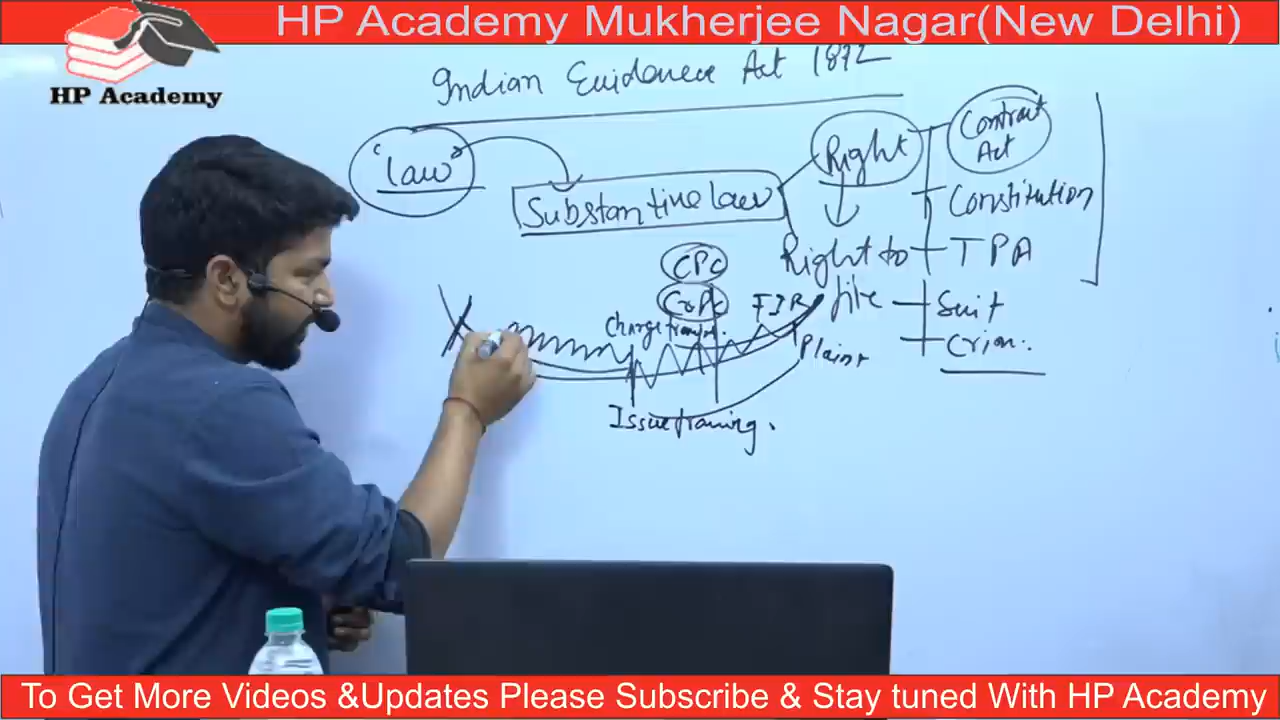 HP Academy Mukherjee Nagar(New Delhi)
HP Academy
Indian Evidance Act 1872
"law"
Substantive law
Right
Contract
Act
Constitution
Right to
TPA
CPC
CrPC
FIR
file
Suit
Charge
Plaint
Crim.
Issue framing.
To Get More Videos &Updates Please Subscribe & Stay tuned With HP Academy